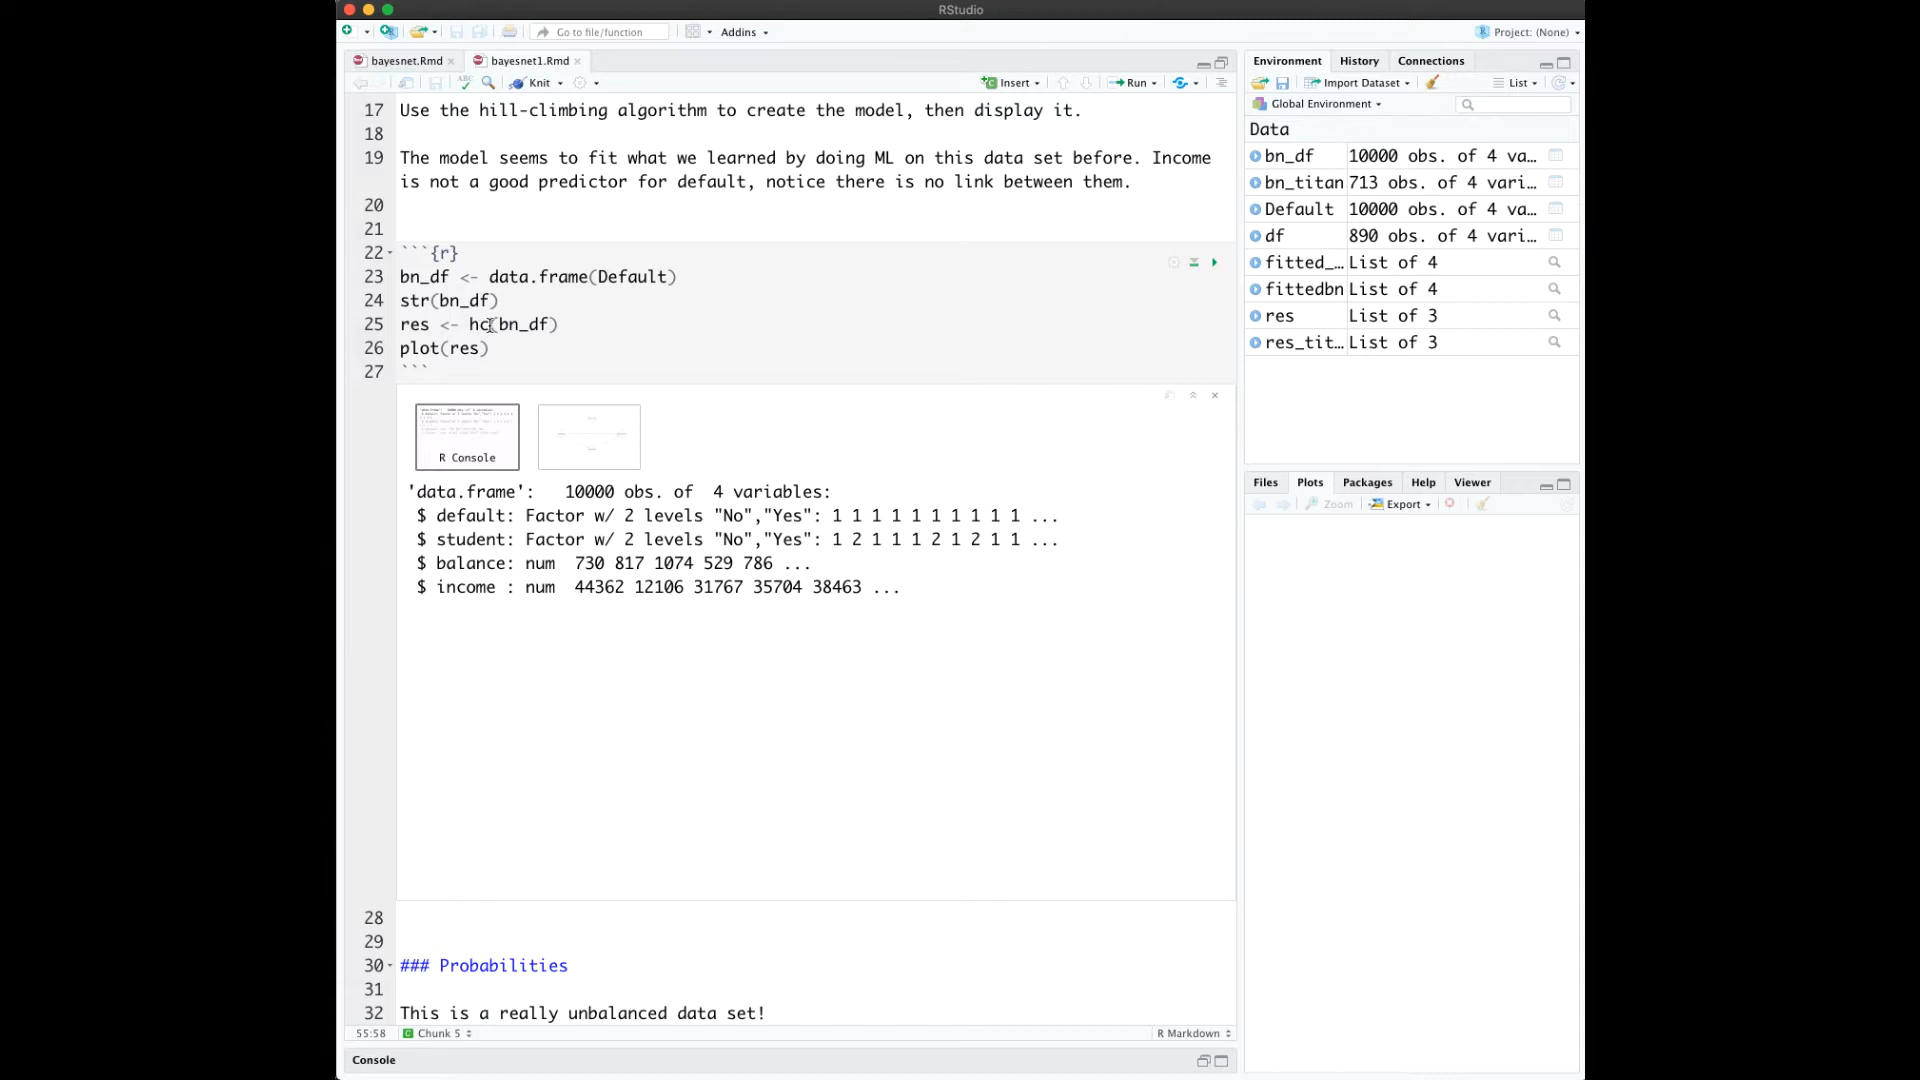 RStudio
Go to file/function
Addins
Project: (None)
bayesnet.Rmd
bayesnet1.Rmd
ABC
Knit
Insert
Run
17 Use the hill-climbing algorithm to create the model, then display it.
18
19 The model seems to fit what we learned by doing ML on this data set before. Income
is not a good predictor for default, notice there is no link between them.
20
21
22 ```{r}
23 bn_df <- data.frame(Default)
24 str(bn_df)
25 res <- hc(bn_df)
26 plot(res)
27 ```
R Console
'data.frame':   10000 obs. of  4 variables:
$ default: Factor w/ 2 levels "No","Yes": 1 1 1 1 1 1 1 1 1 1 ...
$ student: Factor w/ 2 levels "No","Yes": 1 2 1 1 1 2 1 2 1 1 ...
$ balance: num  730 817 1074 529 786 ...
$ income : num  44362 12106 31767 35704 38463 ...
28
29
30 ### Probabilities
31
32 This is a really unbalanced data set!
55:58
Chunk 5
R Markdown
Console
Environment History Connections
Import Dataset
List
Global Environment
Data
bn_df 10000 obs. of 4 va…
bn_titan 713 obs. of 4 vari…
Default 10000 obs. of 4 va…
df 890 obs. of 4 vari…
fitted_… List of 4
fittedbn List of 4
res List of 3
res_tit… List of 3
Files Plots Packages Help Viewer
Zoom
Export